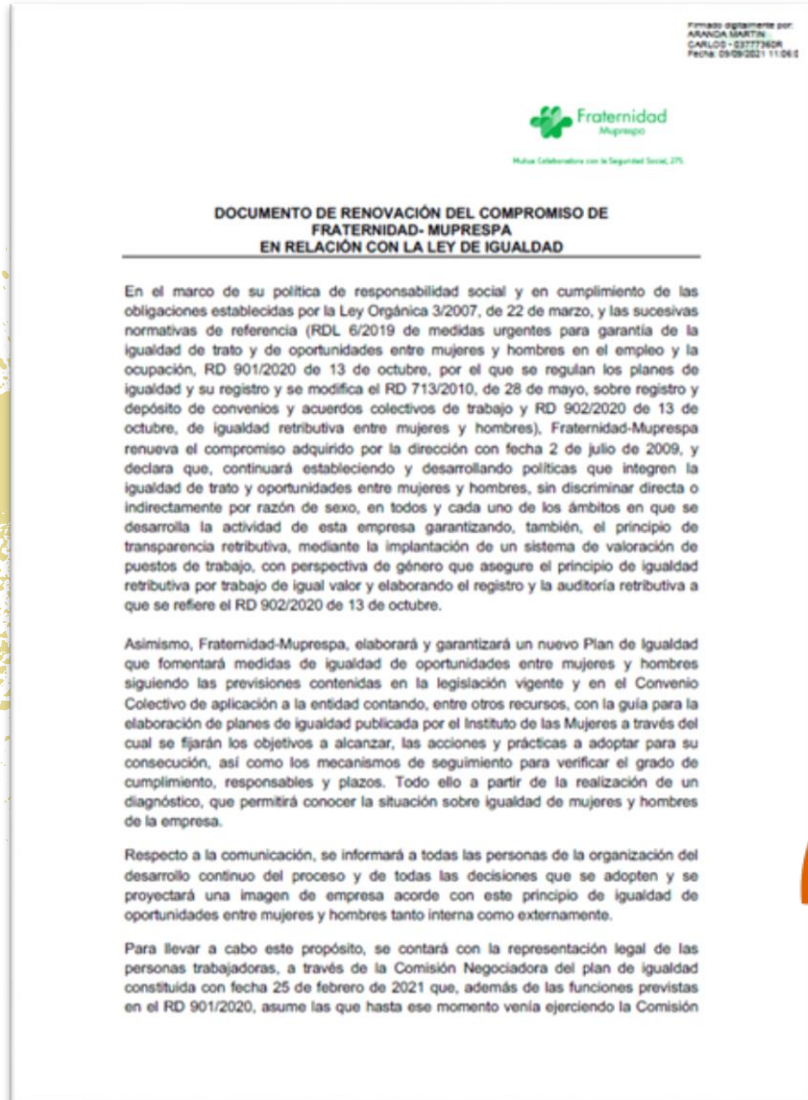 Firmado digitalmente por:
ARANDA MARTIN
CARLOS - 03777360R
Fecha: 09/09/2021 11:06:0
Fraternidad
Muprespa
Mutua Colaboradora con la Seguridad Social, 275
DOCUMENTO DE RENOVACIÓN DEL COMPROMISO DE
FRATERNIDAD- MUPRESPA
EN RELACIÓN CON LA LEY DE IGUALDAD
En el marco de su política de responsabilidad social y en cumplimiento de las
obligaciones establecidas por la Ley Orgánica 3/2007, de 22 de marzo, y las sucesivas
normativas de referencia (RDL 6/2019 de medidas urgentes para garantía de la
igualdad de trato y de oportunidades entre mujeres y hombres en el empleo y la
ocupación, RD 901/2020 de 13 de octubre, por el que se regulan los planes de
igualdad y su registro y se modifica el RD 713/2010, de 28 de mayo, sobre registro y
depósito de convenios y acuerdos colectivos de trabajo y RD 902/2020 de 13 de
octubre, de igualdad retributiva entre mujeres y hombres), Fraternidad-Muprespa
renueva el compromiso adquirido por la dirección con fecha 2 de julio de 2009, y
declara que, continuará estableciendo y desarrollando políticas que integren la
igualdad de trato y oportunidades entre mujeres y hombres, sin discriminar directa o
indirectamente por razón de sexo, en todos y cada uno de los ámbitos en que se
desarrolla la actividad de esta empresa garantizando, también, el principio de
transparencia retributiva, mediante la implantación de un sistema de valoración de
puestos de trabajo, con perspectiva de género que asegure el principio de igualdad
retributiva por trabajo de igual valor y elaborando el registro y la auditoría retributiva a
que se refiere el RD 902/2020 de 13 de octubre.
Asimismo, Fraternidad-Muprespa, elaborará y garantizará un nuevo Plan de Igualdad
que fomentará medidas de igualdad de oportunidades entre mujeres y hombres
siguiendo las previsiones contenidas en la legislación vigente y en el Convenio
Colectivo de aplicación a la entidad contando, entre otros recursos, con la guía para la
elaboración de planes de igualdad publicada por el Instituto de las Mujeres a través del
cual se fijarán los objetivos a alcanzar, las acciones y prácticas a adoptar para su
consecución, así como los mecanismos de seguimiento para verificar el grado de
cumplimiento, responsables y plazos. Todo ello a partir de la realización de un
diagnóstico, que permitirá conocer la situación sobre igualdad de mujeres y hombres
de la empresa.
Respecto a la comunicación, se informará a todas las personas de la organización del
desarrollo continuo del proceso y de todas las decisiones que se adopten y se
proyectará una imagen de empresa acorde con este principio de igualdad de
oportunidades entre mujeres y hombres tanto interna como externamente.
Para llevar a cabo este propósito, se contará con la representación legal de las
personas trabajadoras, a través de la Comisión Negociadora del plan de igualdad
constituida con fecha 25 de febrero de 2021 que, además de las funciones previstas
en el RD 901/2020, asume las que hasta ese momento venía ejerciendo la Comisión